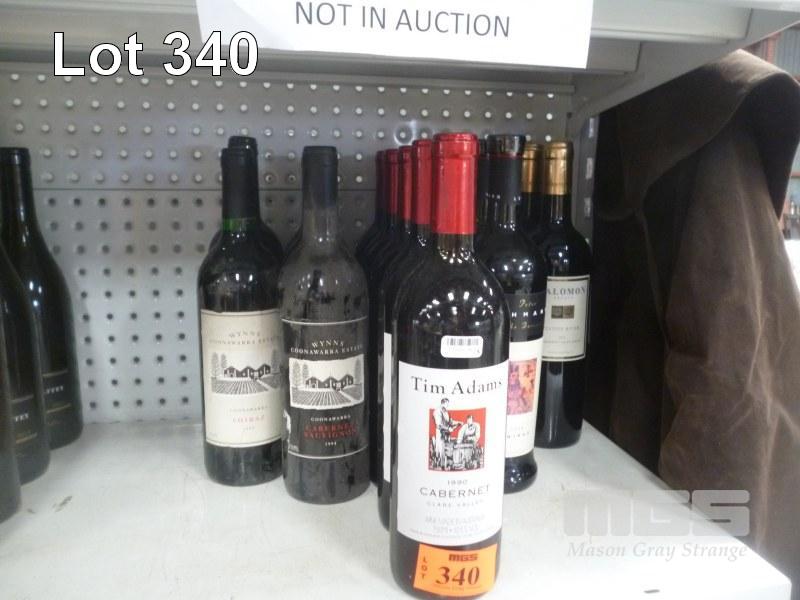 NOT IN AUCTION
Lot 340
WYNNS
COONAWARRA ESTATE
COONAWARRA
SHIRAZ
WYNNS
COONAWARRA ESTATE
COONAWARRA
CABERNET
SAUVIGNON
Tim Adams
1990
CABERNET
CLARE VALLEY
MGS
LOT
340
ALOMON
MGS
Mason Gray Strange